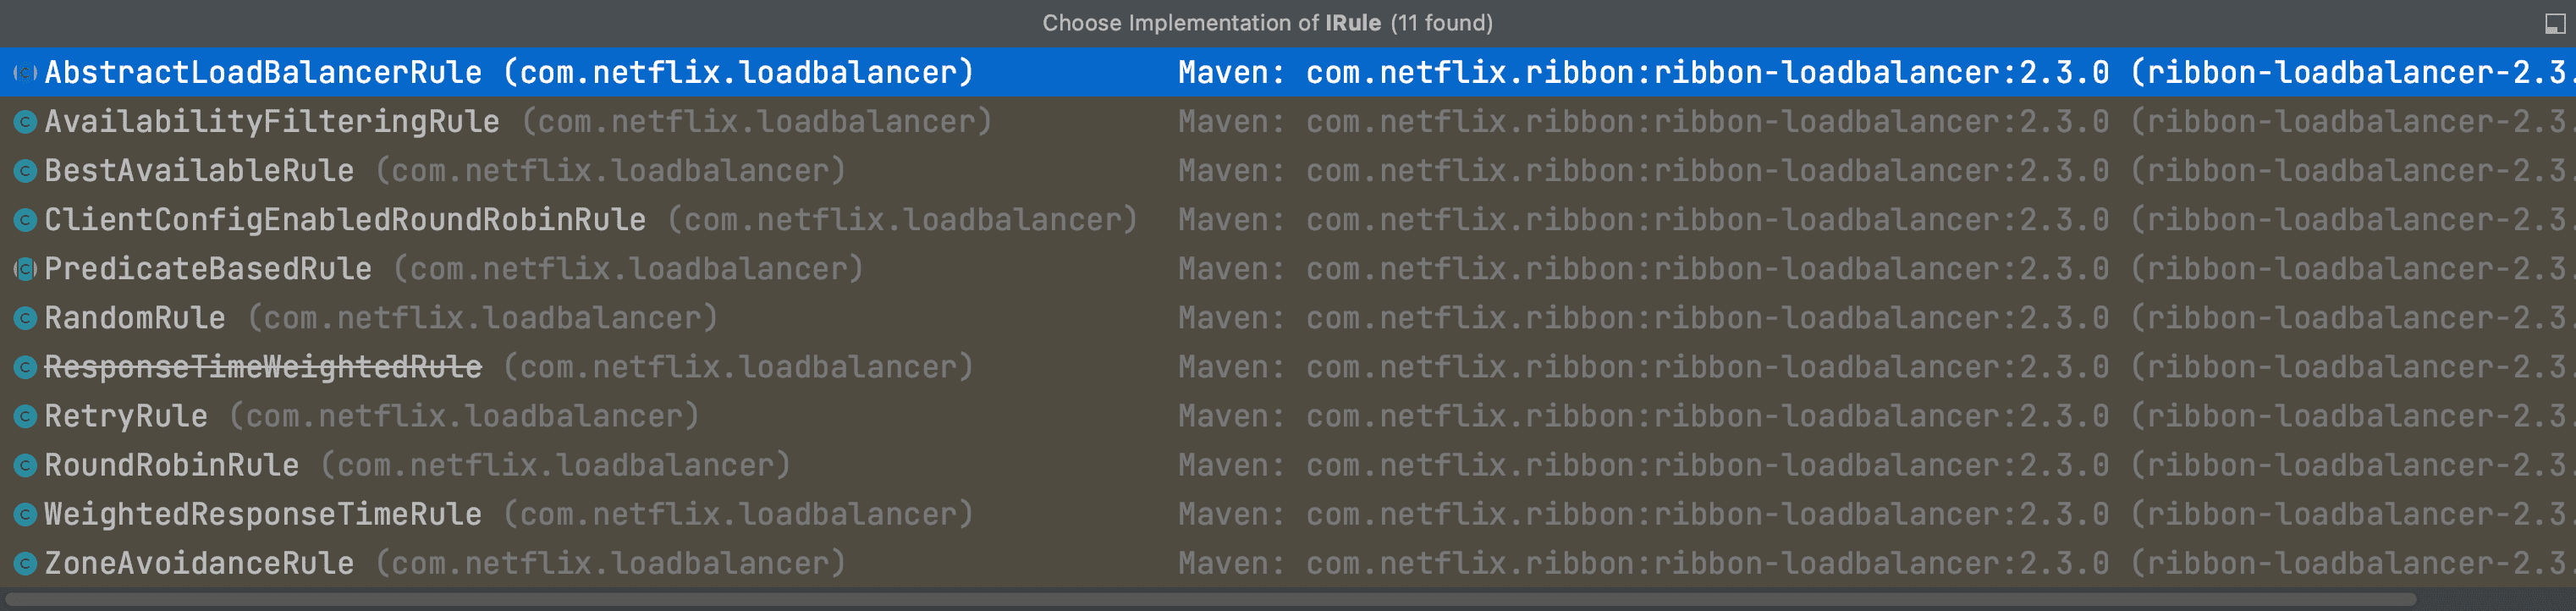 Choose Implementation of IRule (11 found)
AbstractLoadBalancerRule (com.netflix.loadbalancer) Maven: com.netflix.ribbon:ribbon-loadbalancer:2.3.0 (ribbon-loadbalancer-2.3.
AvailabilityFilteringRule (com.netflix.loadbalancer) Maven: com.netflix.ribbon:ribbon-loadbalancer:2.3.0 (ribbon-loadbalancer-2.3.
BestAvailableRule (com.netflix.loadbalancer) Maven: com.netflix.ribbon:ribbon-loadbalancer:2.3.0 (ribbon-loadbalancer-2.3.
ClientConfigEnabledRoundRobinRule (com.netflix.loadbalancer) Maven: com.netflix.ribbon:ribbon-loadbalancer:2.3.0 (ribbon-loadbalancer-2.3.
PredicateBasedRule (com.netflix.loadbalancer) Maven: com.netflix.ribbon:ribbon-loadbalancer:2.3.0 (ribbon-loadbalancer-2.3.
RandomRule (com.netflix.loadbalancer) Maven: com.netflix.ribbon:ribbon-loadbalancer:2.3.0 (ribbon-loadbalancer-2.3.
ResponseTimeWeightedRule (com.netflix.loadbalancer) Maven: com.netflix.ribbon:ribbon-loadbalancer:2.3.0 (ribbon-loadbalancer-2.3.
RetryRule (com.netflix.loadbalancer) Maven: com.netflix.ribbon:ribbon-loadbalancer:2.3.0 (ribbon-loadbalancer-2.3.
RoundRobinRule (com.netflix.loadbalancer) Maven: com.netflix.ribbon:ribbon-loadbalancer:2.3.0 (ribbon-loadbalancer-2.3.
WeightedResponseTimeRule (com.netflix.loadbalancer) Maven: com.netflix.ribbon:ribbon-loadbalancer:2.3.0 (ribbon-loadbalancer-2.3.
ZoneAvoidanceRule (com.netflix.loadbalancer) Maven: com.netflix.ribbon:ribbon-loadbalancer:2.3.0 (ribbon-loadbalancer-2.3.